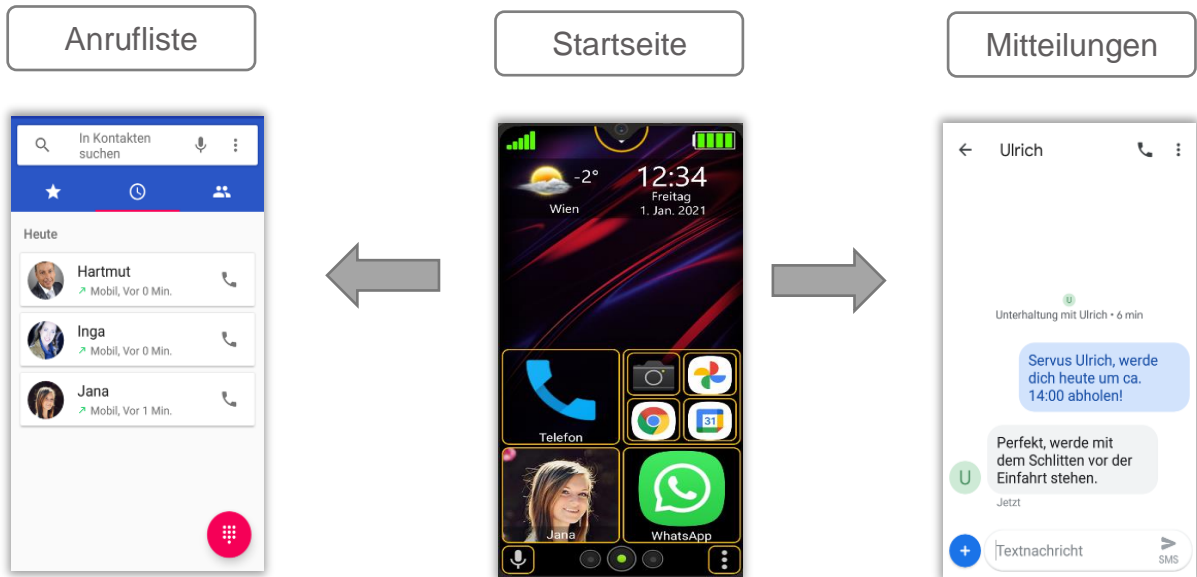 Anrufliste
Startseite
Mitteilungen
In Kontakten
suchen
Heute
Hartmut
Mobil, Vor 0 Min.
Inga
Mobil, Vor 0 Min.
Jana
Mobil, Vor 1 Min.
-2°
Wien
12:34
Freitag
1. Jan. 2021
31
Telefon
Jana
WhatsApp
Ulrich
U
Unterhaltung mit Ulrich • 6 min
Servus Ulrich, werde
dich heute um ca.
14:00 abholen!
Perfekt, werde mit
dem Schlitten vor der
Einfahrt stehen.
U
Jetzt
Textnachricht
SMS